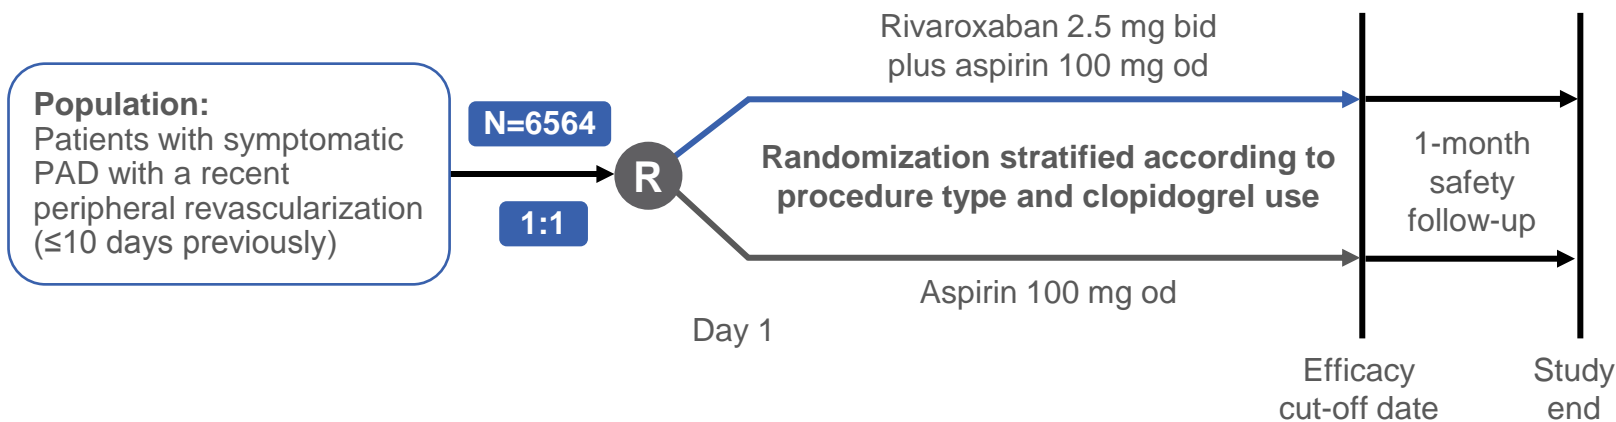 Population:
Patients with symptomatic
PAD with a recent
peripheral revascularization
(≤10 days previously)
N=6564
1:1
R
Rivaroxaban 2.5 mg bid
plus aspirin 100 mg od
Randomization stratified according to
procedure type and clopidogrel use
Aspirin 100 mg od
Day 1
1-month
safety
follow-up
Efficacy
cut-off date
Study
end